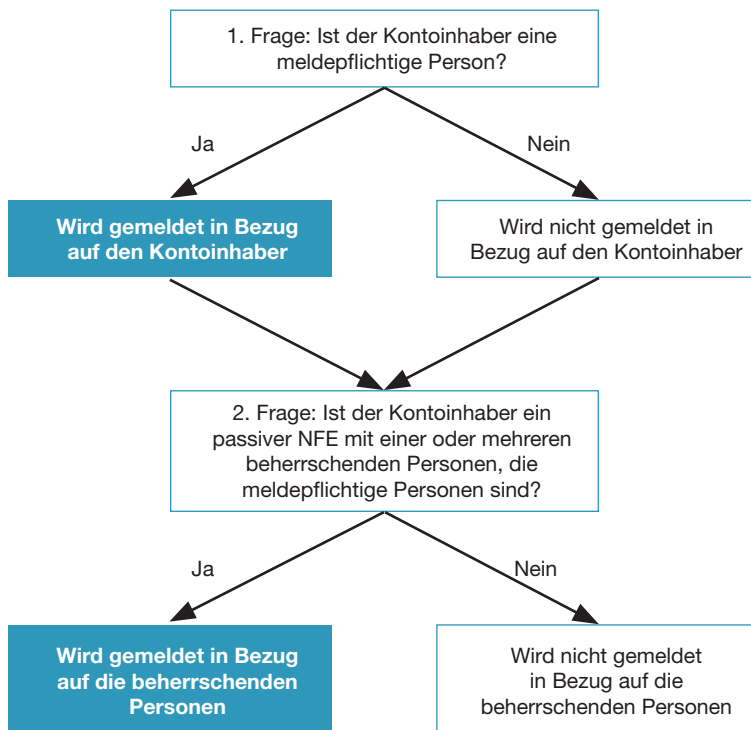 1. Frage: Ist der Kontoinhaber eine
meldepflichtige Person?
Ja
Nein
Wird gemeldet in Bezug
auf den Kontoinhaber
Wird nicht gemeldet in
Bezug auf den Kontoinhaber
2. Frage: Ist der Kontoinhaber ein
passiver NFE mit einer oder mehreren
beherrschenden Personen, die
meldepflichtige Personen sind?
Ja
Nein
Wird gemeldet in Bezug
auf die beherrschenden
Personen
Wird nicht gemeldet
in Bezug auf die
beherrschenden Personen